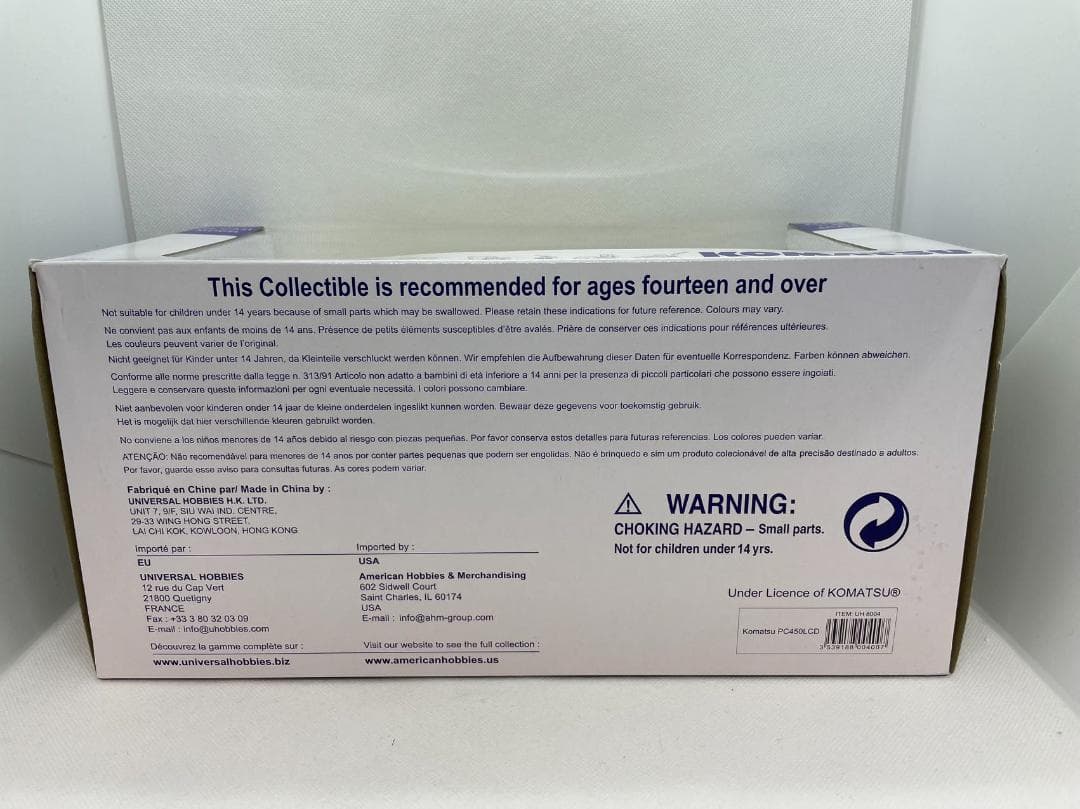 KOMATSU
This Collectible is recommended for ages fourteen and over
Not suitable for children under 14 years because of small parts which may be swallowed. Please retain these indications for future reference. Colours may vary.
Ne convient pas aux enfants de moins de 14 ans. Présence de petits éléments susceptibles d'être avalés. Prière de conserver ces indications pour références ultérieures.
Les couleurs peuvent varier de l'original.
Nicht geeignet für Kinder unter 14 Jahren, da Kleinteile verschluckt werden können. Wir empfehlen die Aufbewahrung dieser Daten für eventuelle Korrespondenz. Farben können abweichen.
Conforme alle norme prescritte dalla legge n. 313/91 Articolo non adatto a bambini di età inferiore a 14 anni per la presenza di piccoli particolari che possono essere ingoiati.
Leggere e conservare queste informazioni per ogni eventuale necessità. I colori possono cambiare.
Niet aanbevolen voor kinderen onder 14 jaar de kleine onderdelen ingeslikt kunnen worden. Bewaar deze gegevens voor toekomstig gebruik.
Het is mogelijk dat hier verschillende kleuren gebruikt worden.
No conviene a los niños menores de 14 años debido al riesgo con piezas pequeñas. Por favor conserva estos detalles para futuras referencias. Los colores pueden variar.
ATENÇÃO: Não recomendável para menores de 14 anos por conter partes pequenas que podem ser engolidas. Não é brinquedo e sim um produto colecionável de alta precisão destinado a adultos.
Por favor, guarde esse aviso para consultas futuras. As cores podem variar.
Fabriqué en Chine par/ Made in China by :
UNIVERSAL HOBBIES H.K. LTD.
UNIT 7, 9/F, SIU WAI IND. CENTRE,
29-33 WING HONG STREET,
LAI CHI KOK, KOWLOON, HONG KONG
Importé par :
EU
UNIVERSAL HOBBIES
12 rue du Cap Vert
21800 Quetigny
FRANCE
Fax : +33 3 80 32 03 09
E-mail : info@uhobbies.com
Découvrez la gamme complète sur :
www.universalhobbies.biz
Imported by :
USA
American Hobbies & Merchandising
602 Sidwell Court
Saint Charles, IL 60174
USA
E-mail : info@ahm-group.com
Visit our website to see the full collection :
www.americanhobbies.us
WARNING:
CHOKING HAZARD – Small parts.
Not for children under 14 yrs.
Under Licence of KOMATSU®
ITEM: UH 8004
Komatsu PC450LCD
3 539188 004007